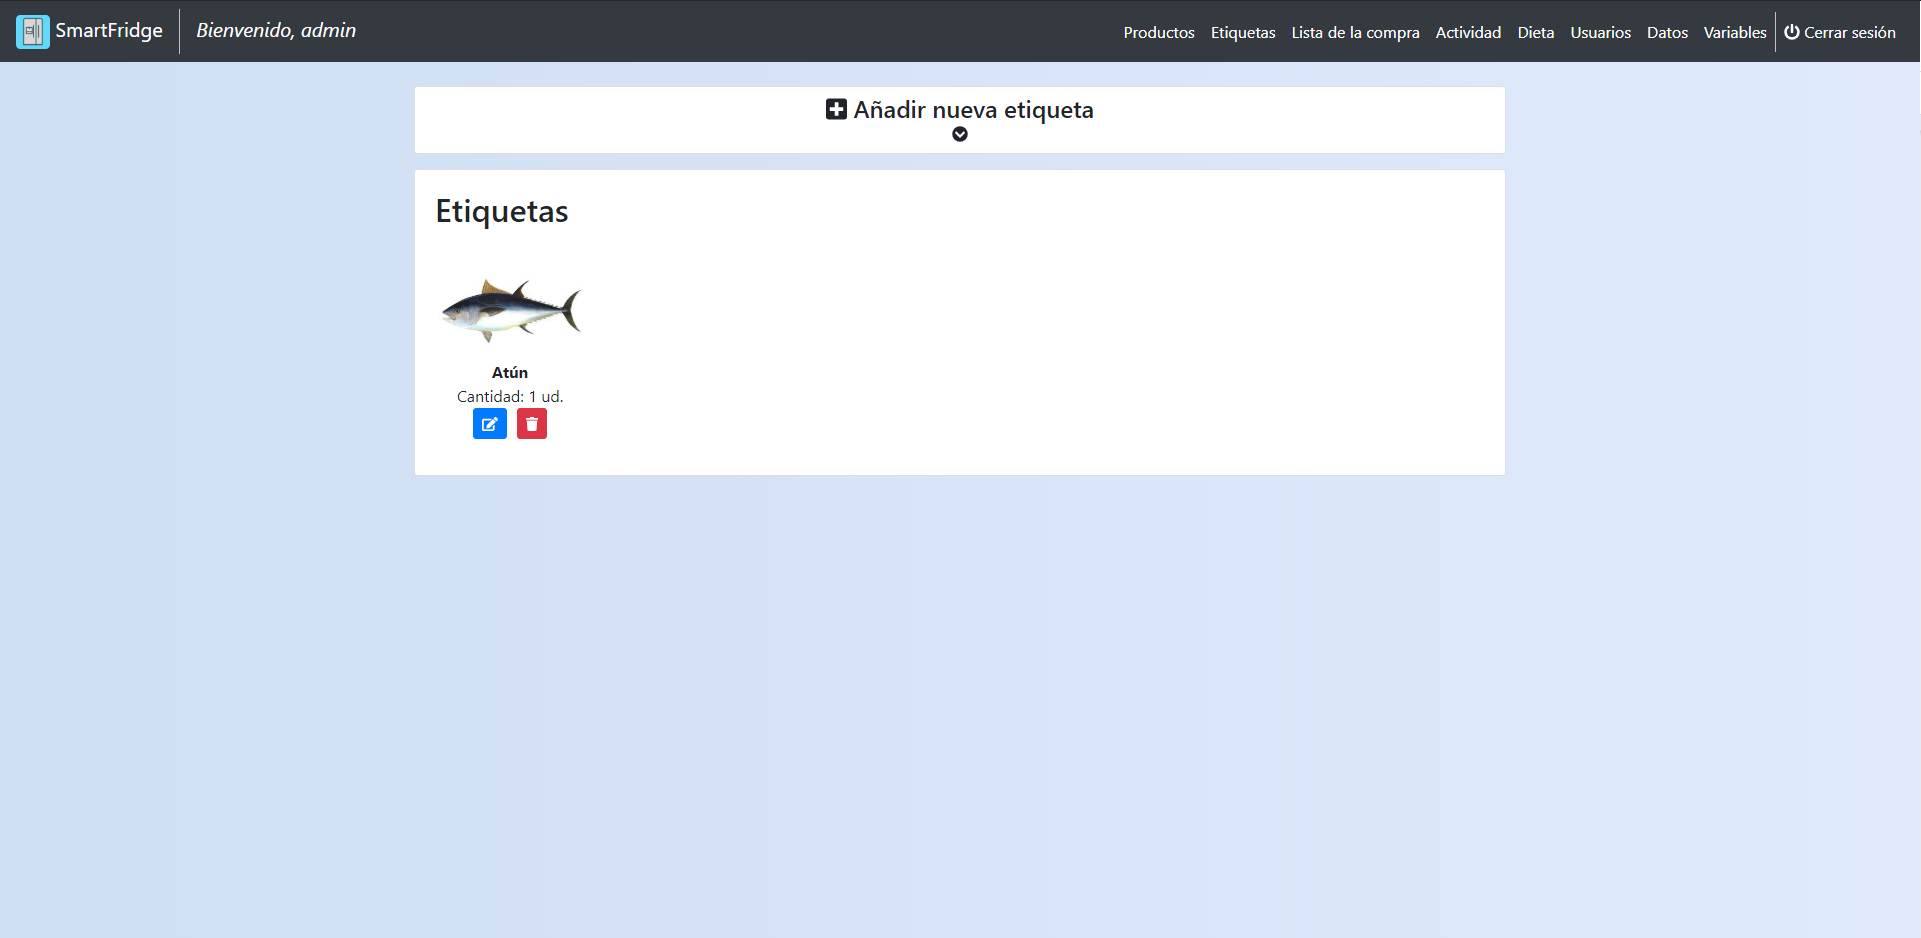 SmartFridge Bienvenido, admin Productos Etiquetas Lista de la compra Actividad Dieta Usuarios Datos Variables Cerrar sesión
Añadir nueva etiqueta
Etiquetas
Atún
Cantidad: 1 ud.